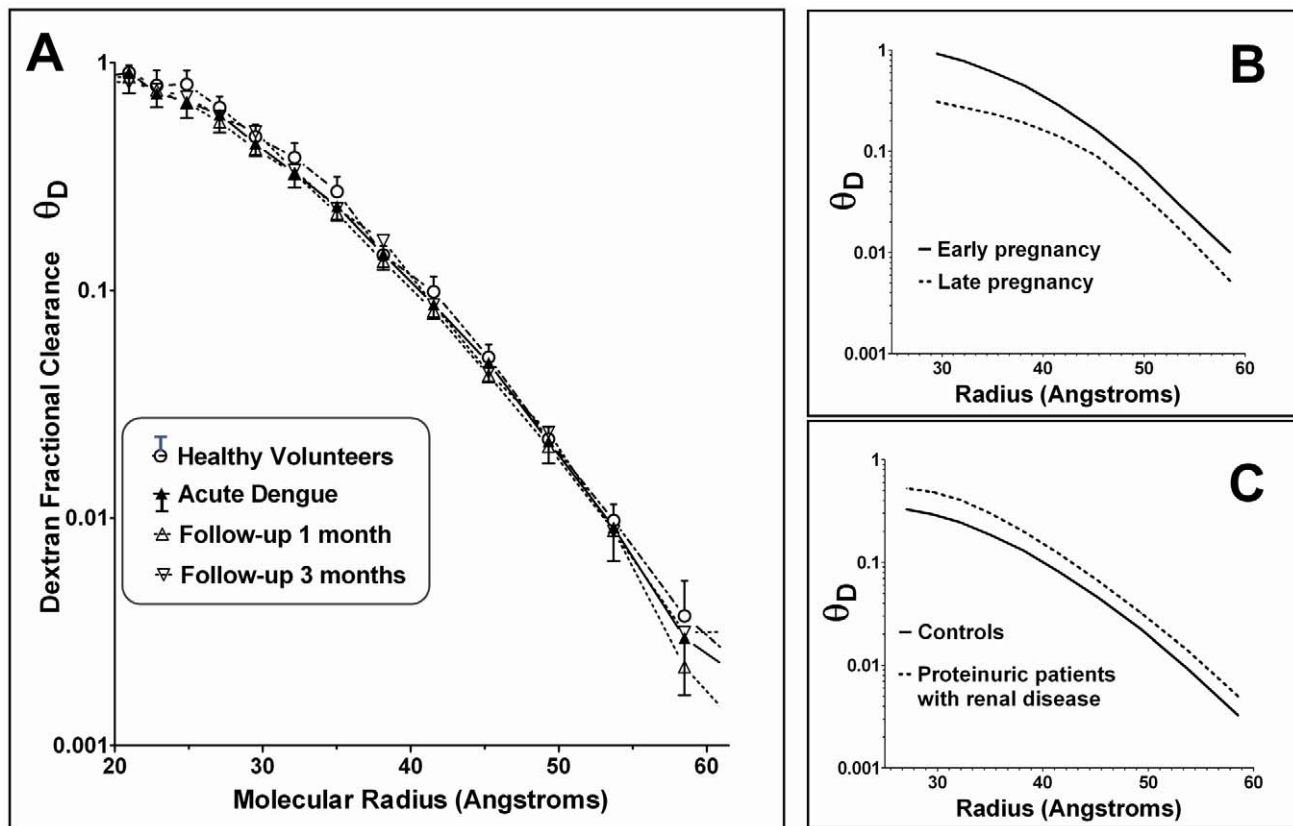 A
Dextran Fractional Clearance θD
1
0.1
0.01
0.001
Healthy Volunteers
Acute Dengue
Follow-up 1 month
Follow-up 3 months
20 30 40 50 60
Molecular Radius (Angstroms)
B
θD
1
0.1
0.01
0.001
Early pregnancy
Late pregnancy
30 40 50 60
Radius (Angstroms)
C
θD
1
0.1
0.01
0.001
Controls
Proteinuric patients
with renal disease
30 40 50 60
Radius (Angstroms)